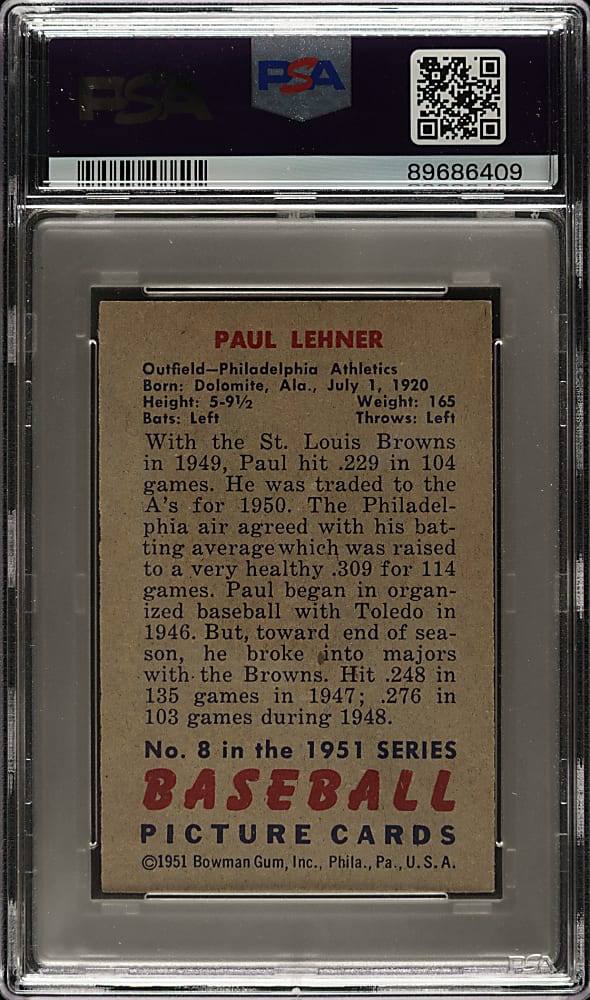 PSA PSA
89686409
PAUL LEHNER
Outfield—Philadelphia Athletics
Born: Dolomite, Ala., July 1, 1920
Height: 5-9½ Weight: 165
Bats: Left Throws: Left
With the St. Louis Browns
in 1949, Paul hit .229 in 104
games. He was traded to the
A's for 1950. The Philadel-
phia air agreed with his bat-
ting average which was raised
to a very healthy .309 for 114
games. Paul began in organ-
ized baseball with Toledo in
1946. But, toward end of sea-
son, he broke into majors
with the Browns. Hit .248 in
135 games in 1947; .276 in
103 games during 1948.
No. 8 in the 1951 SERIES
BASEBALL
PICTURE CARDS
©1951 Bowman Gum, Inc., Phila., Pa., U.S.A.
PSA